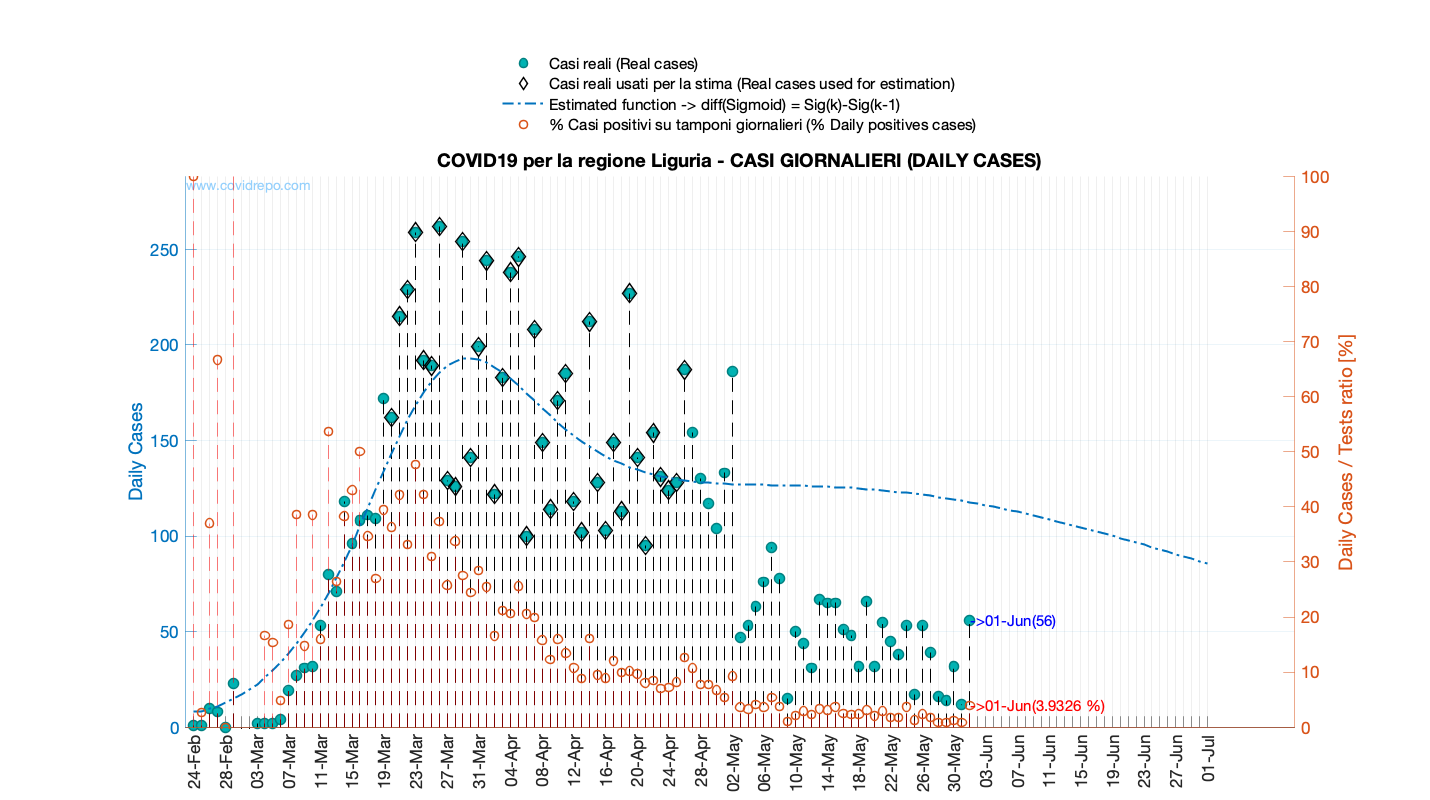 Casi reali (Real cases)
Casi reali usati per la stima (Real cases used for estimation)
Estimated function -> diff(Sigmoid) = Sig(k)-Sig(k-1)
% Casi positivi su tamponi giornalieri (% Daily positives cases)
COVID19 per la regione Liguria - CASI GIORNALIERI (DAILY CASES)
www.covidrepo.com
Daily Cases
250
200
150
100
50
0
100
90
80
70
60
50
40
30
20
10
0
Daily Cases / Tests ratio [%]
->01-Jun(56)
->01-Jun(3.9326 %)
24-Feb
28-Feb
03-Mar
07-Mar
11-Mar
15-Mar
19-Mar
23-Mar
27-Mar
31-Mar
04-Apr
08-Apr
12-Apr
16-Apr
20-Apr
24-Apr
28-Apr
02-May
06-May
10-May
14-May
18-May
22-May
26-May
30-May
03-Jun
07-Jun
11-Jun
15-Jun
19-Jun
23-Jun
27-Jun
01-Jul